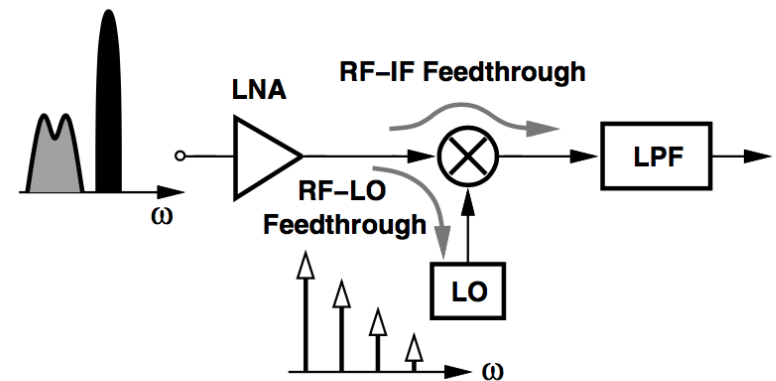 RF–IF Feedthrough
LNA
LPF
RF–LO
Feedthrough
ω
LO
ω